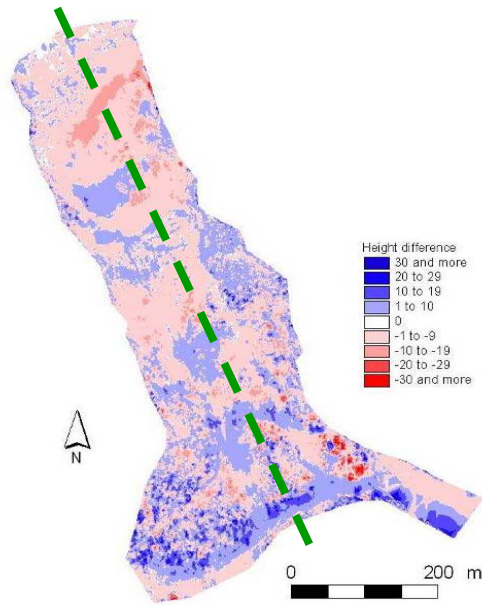 Height difference
30 and more
20 to 29
10 to 19
1 to 10
0
-1 to -9
-10 to -19
-20 to -29
-30 and more
N
0 200 m